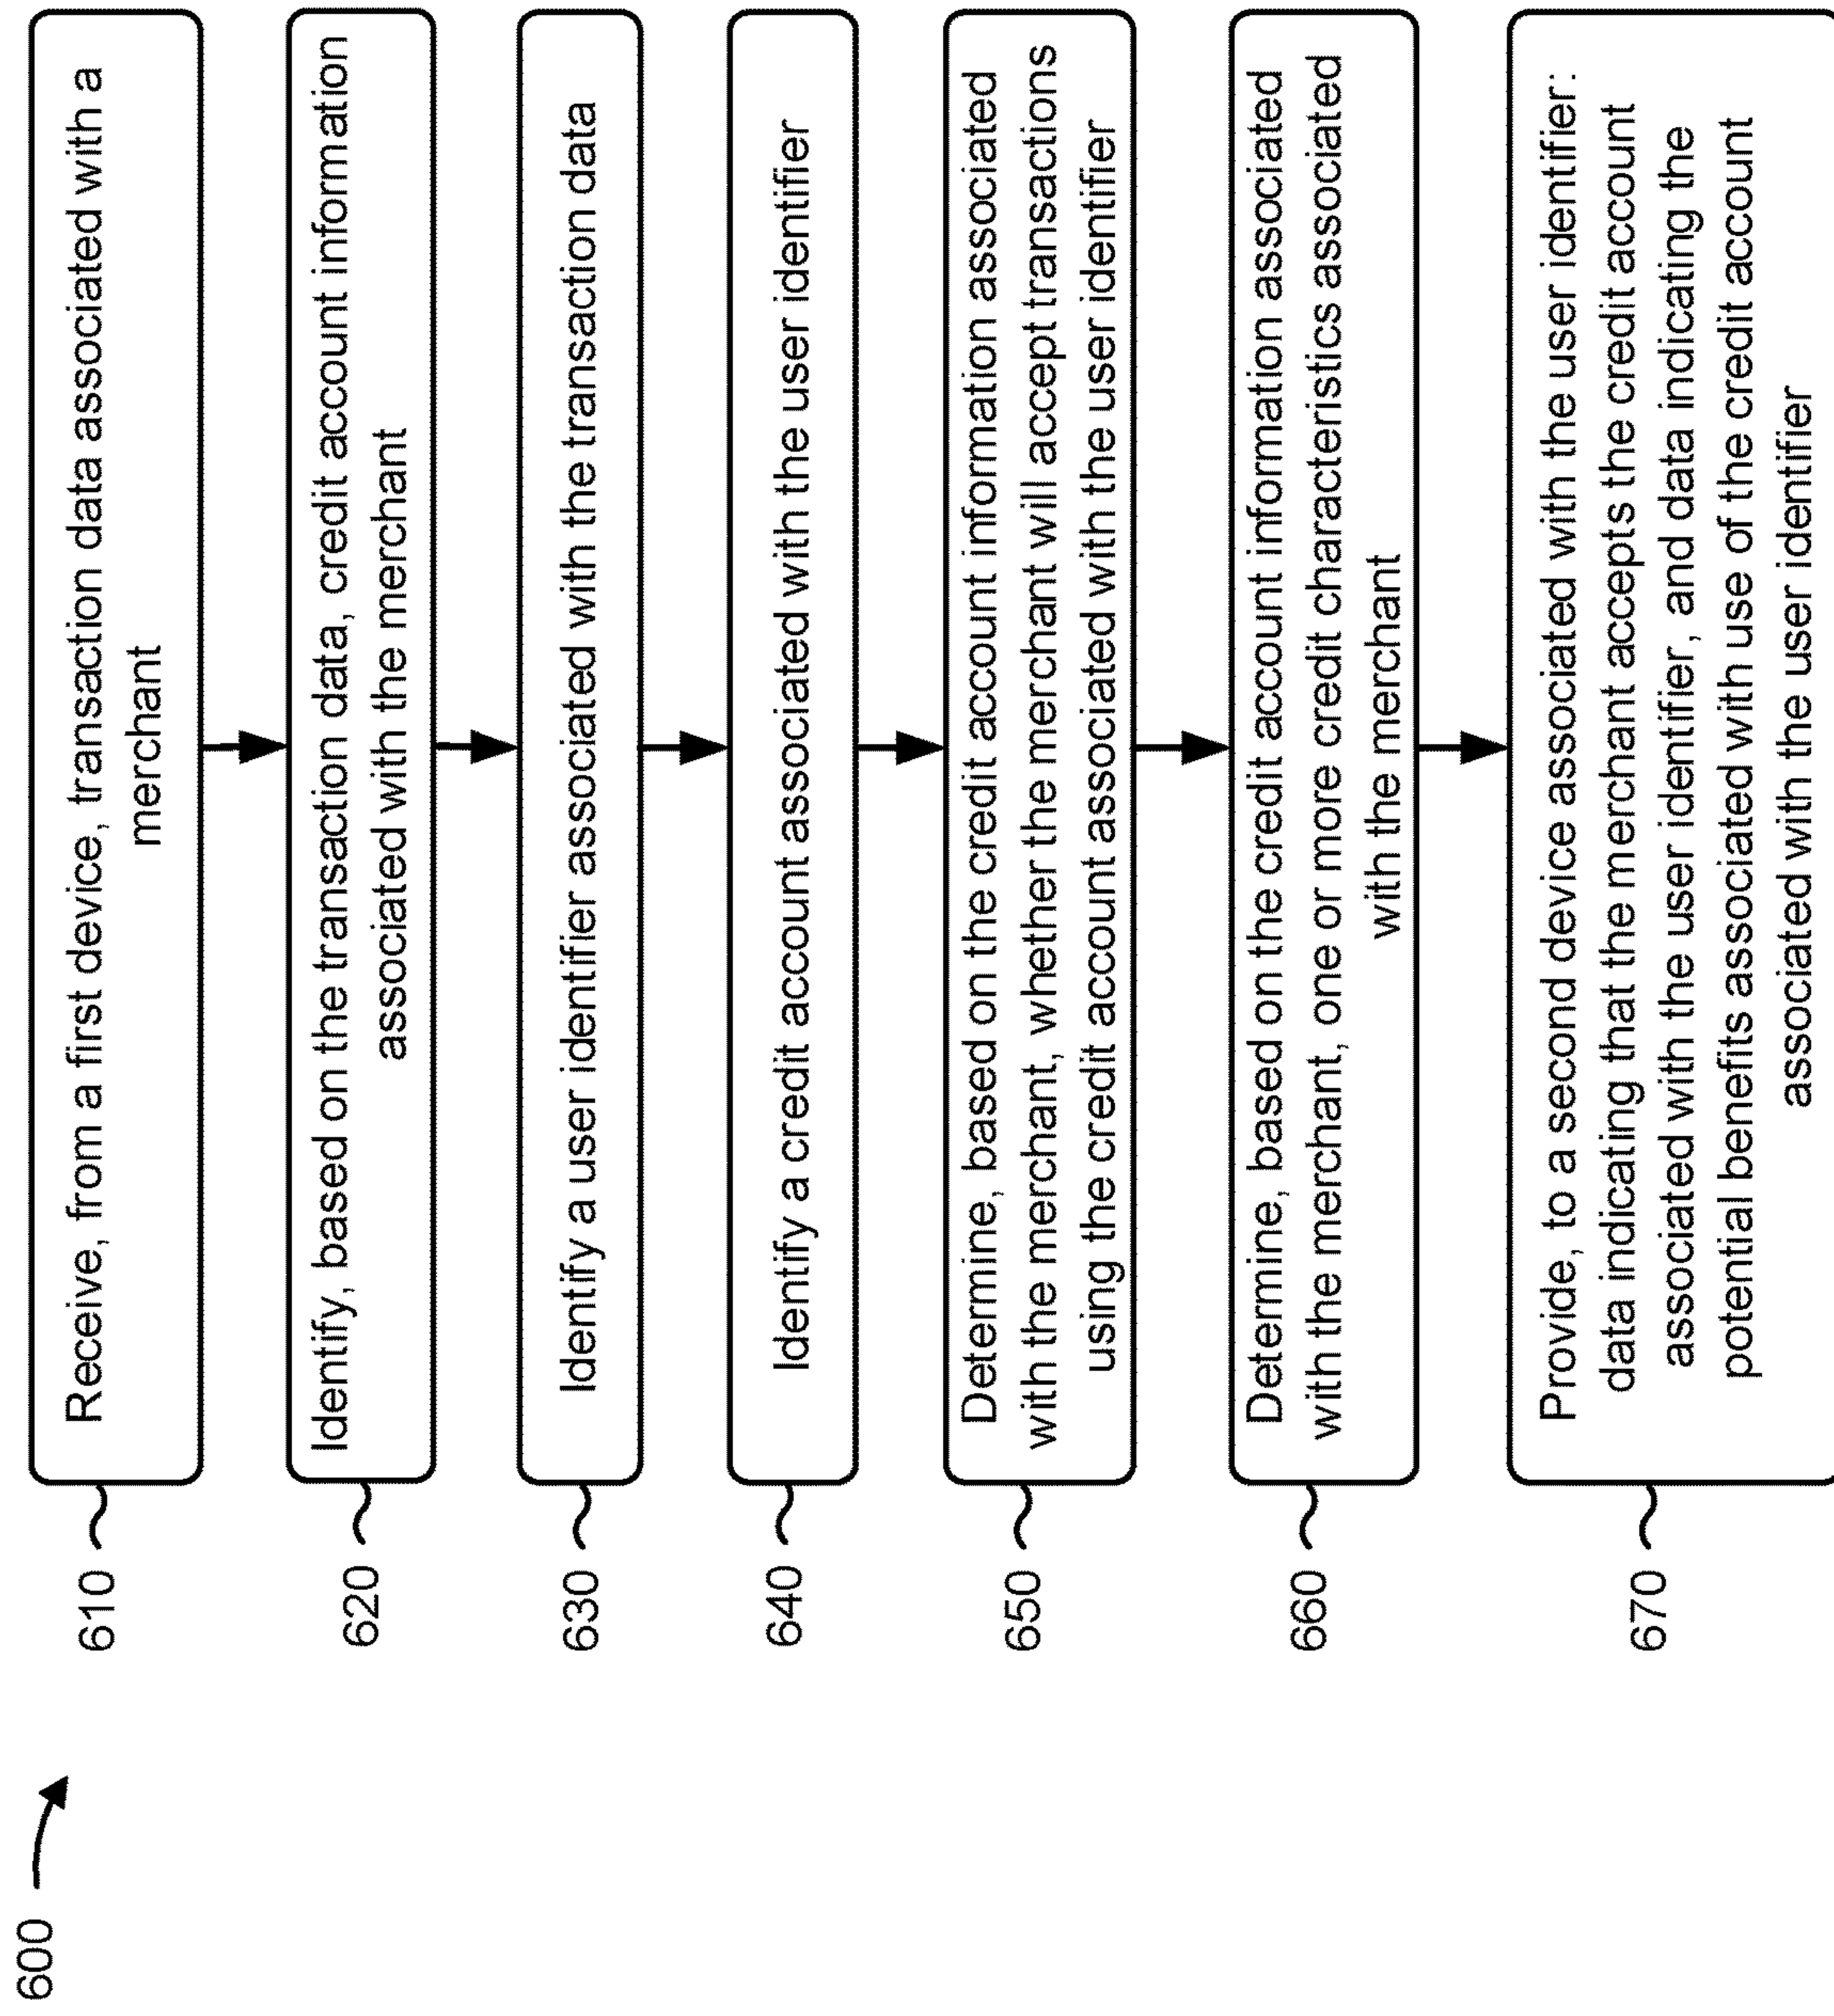 600
610
Receive, from a first device, transaction data associated with a
merchant
620
Identify, based on the transaction data, credit account information
associated with the merchant
630
Identify a user identifier associated with the transaction data
640
Identify a credit account associated with the user identifier
650
Determine, based on the credit account information associated
with the merchant, whether the merchant will accept transactions
using the credit account associated with the user identifier
660
Determine, based on the credit account information associated
with the merchant, one or more credit characteristics associated
with the merchant
670
Provide, to a second device associated with the user identifier:
data indicating that the merchant accepts the credit account
associated with the user identifier, and data indicating the
potential benefits associated with use of the credit account
associated with the user identifier